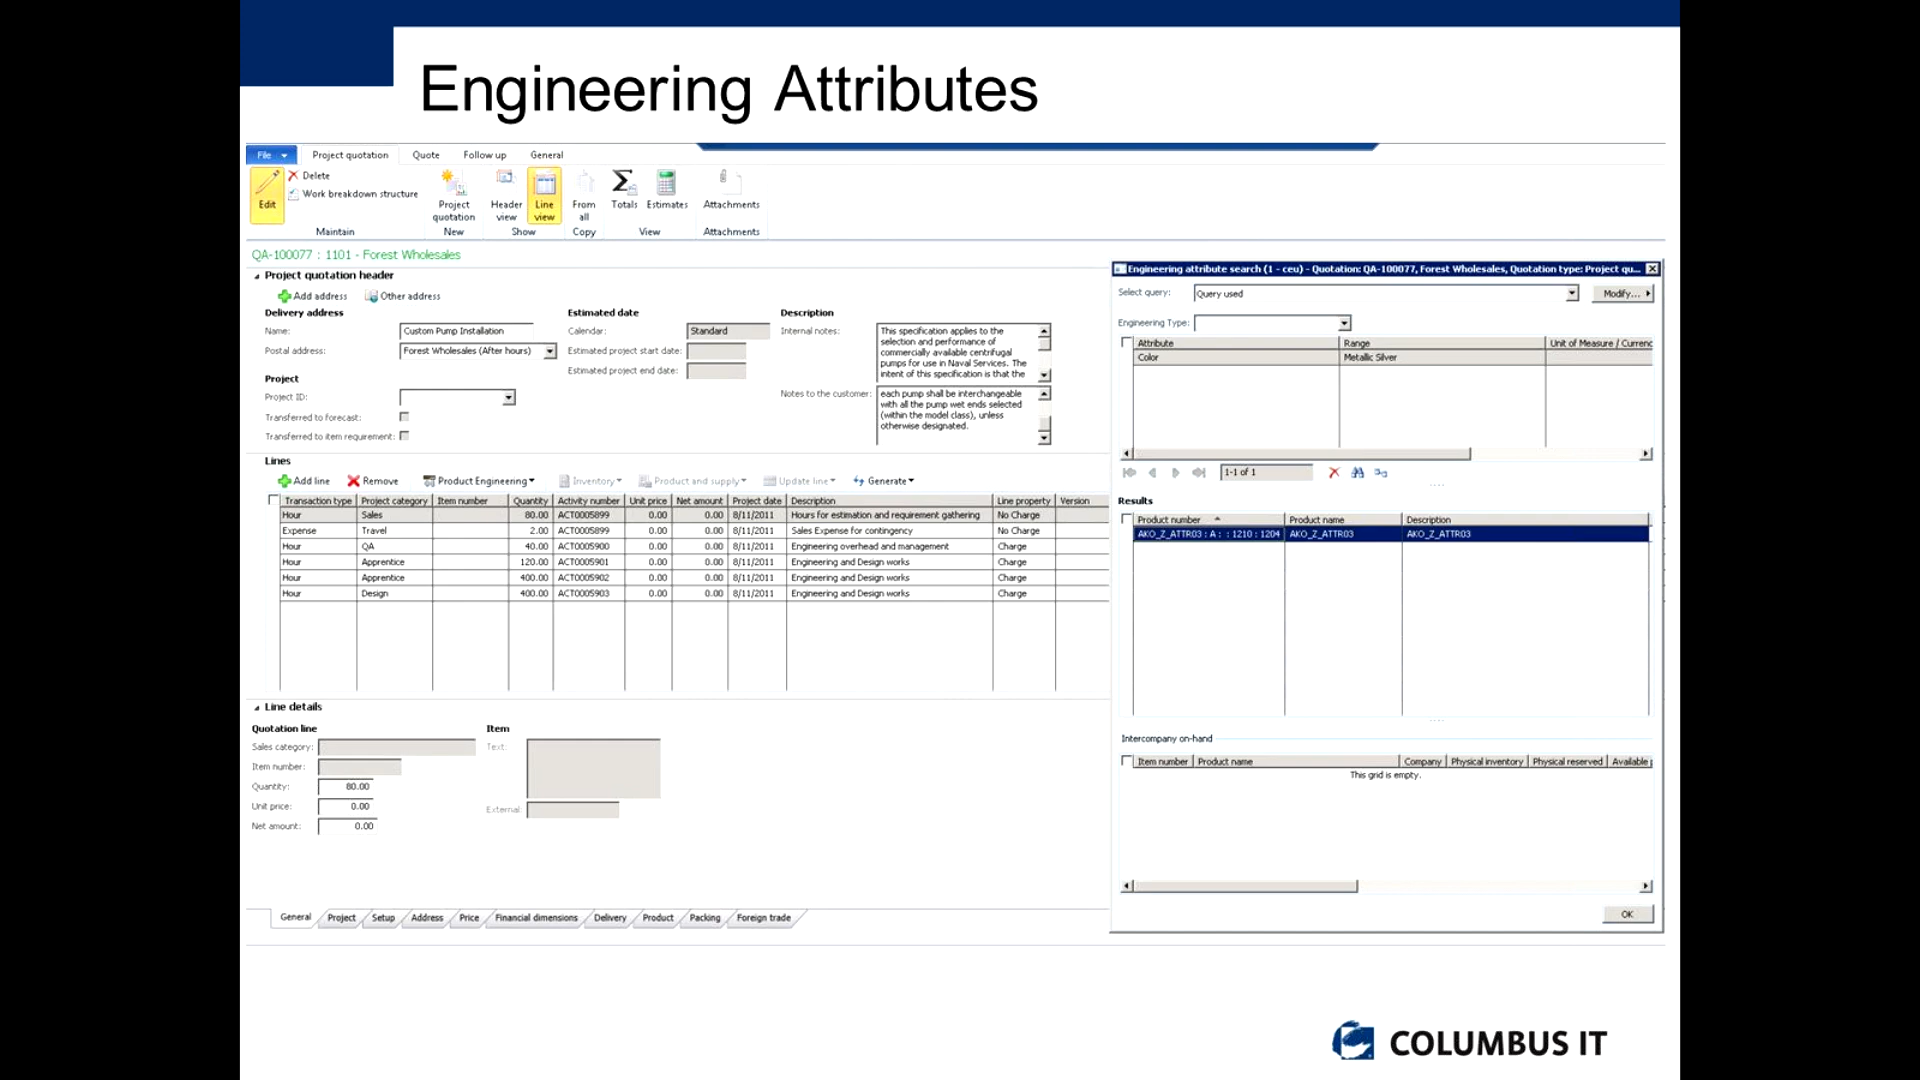 Engineering Attributes
File Project quotation Quote Follow up General
Edit
Delete
Work breakdown structure
Maintain
Project quotation
New
Header view
Line view
Show
From all
Copy
Totals
Estimates
View
Attachments
Attachments
QA-100077 : 1101 - Forest Wholesales
Project quotation header
Add address Other address
Delivery address
Name: Custom Pump Installation
Postal address: Forest Wholesales (After hours)
Project
Project ID:
Transferred to forecast:
Transferred to item requirement:
Estimated date
Calendar: Standard
Estimated project start date:
Estimated project end date:
Description
Internal notes:
This specification applies to the
selection and performance of
commercially available centrifugal
pumps for use in Naval Services. The
intent of this specification is that the
Notes to the customer:
each pump shall be interchangeable
with all the pump wet ends selected
(within the model class), unless
otherwise designated.
Lines
Add line Remove Product Engineering Inventory Product and supply Update line Generate
Transaction type Project category Item number Quantity Activity number Unit price Net amount Project date Description Line property Version
Hour Sales 80.00 ACT0005899 0.00 0.00 8/11/2011 Hours for estimation and requirement gathering No Charge
Expense Travel 2.00 ACT0005899 0.00 0.00 8/11/2011 Sales Expense for contingency No Charge
Hour QA 40.00 ACT0005900 0.00 0.00 8/11/2011 Engineering overhead and management Charge
Hour Apprentice 120.00 ACT0005901 0.00 0.00 8/11/2011 Engineering and Design works Charge
Hour Apprentice 400.00 ACT0005902 0.00 0.00 8/11/2011 Engineering and Design works Charge
Hour Design 400.00 ACT0005903 0.00 0.00 8/11/2011 Engineering and Design works Charge
Line details
Quotation line
Sales category:
Item number:
Quantity: 80.00
Unit price: 0.00
Net amount: 0.00
Item
Text:
External:
General Project Setup Address Price Financial dimensions Delivery Product Packing Foreign trade
Engineering attribute search (1 - ceu) - Quotation: QA-100077, Forest Wholesales, Quotation type: Project qu...
Select query: Query used Modify...
Engineering Type:
Attribute Range Unit of Measure / Currenc
Color Metallic Silver
1-1 of 1
Results
Product number Product name Description
AKO_Z_ATTR03 : A : : 1210 : 1204 AKO_Z_ATTR03 AKO_Z_ATTR03
Intercompany on-hand
Item number Product name Company Physical inventory Physical reserved Available p
This grid is empty.
OK
COLUMBUS IT